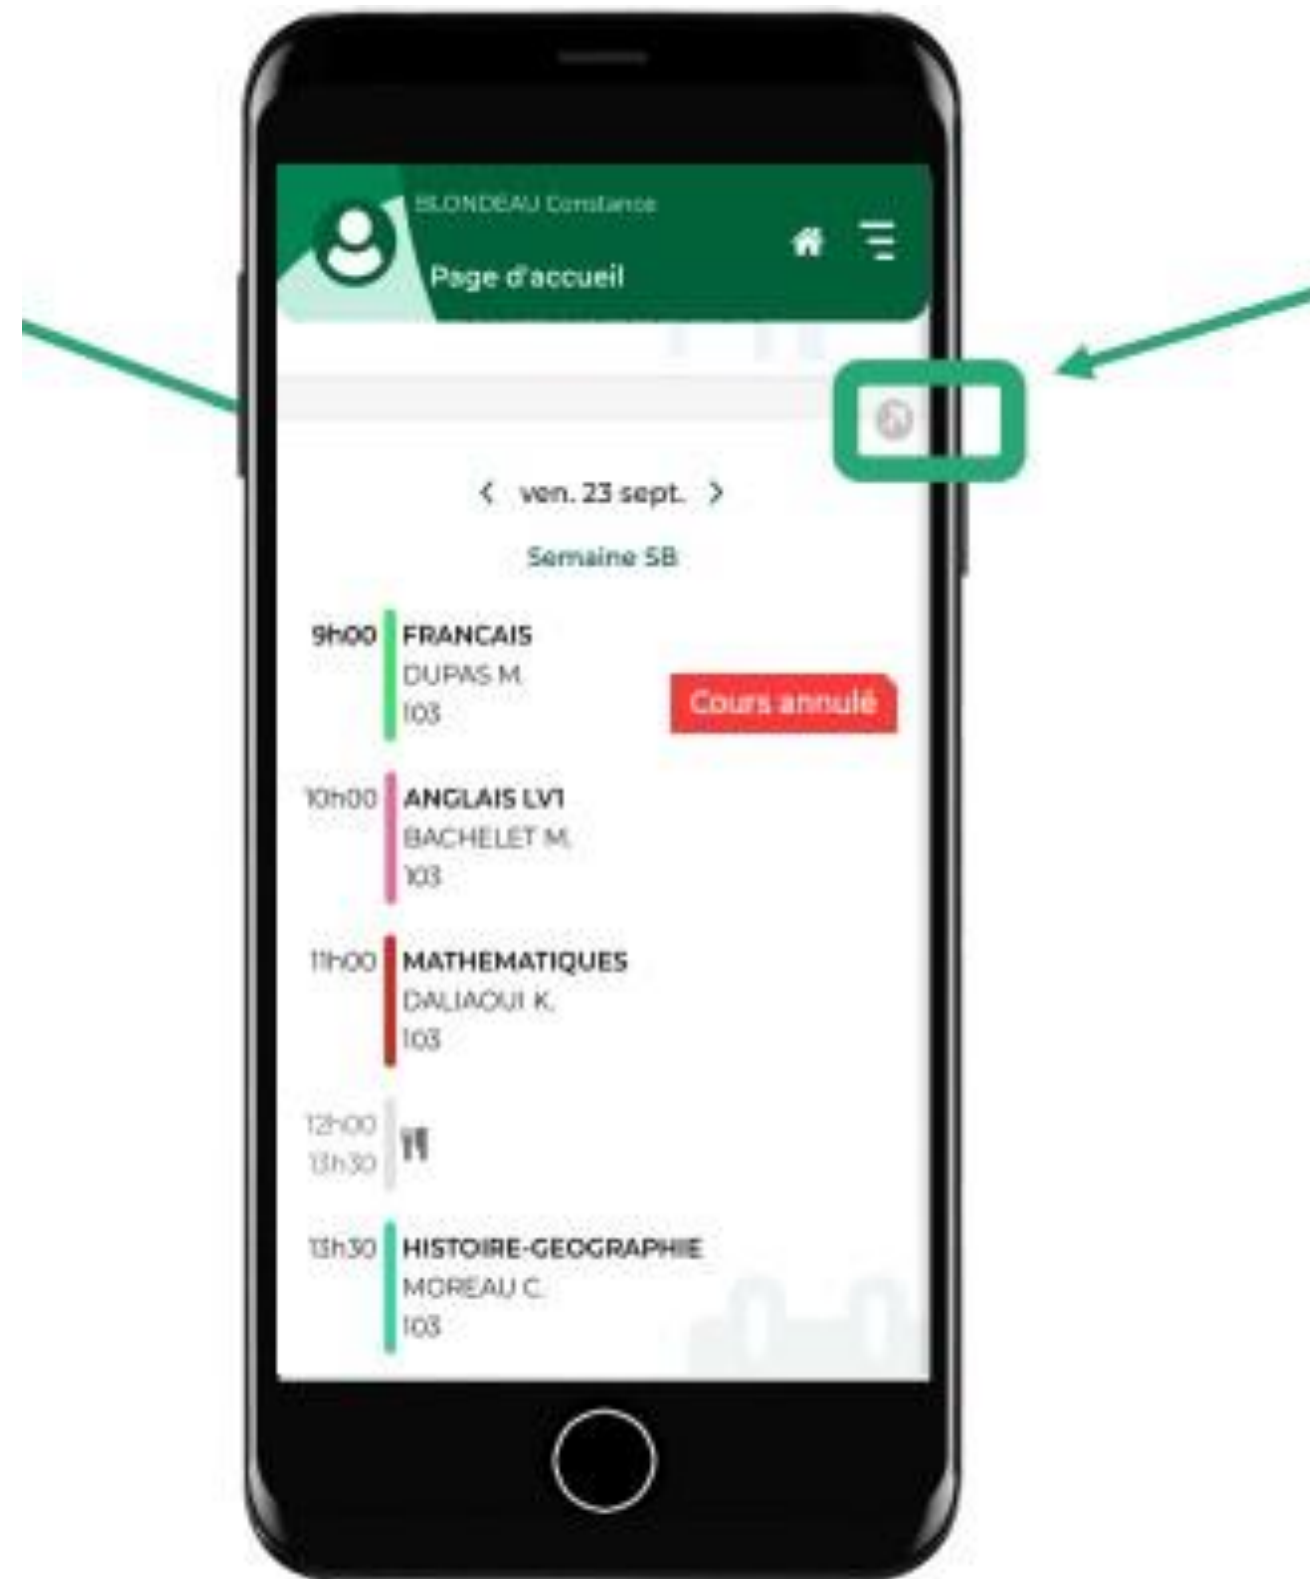 BLONDEAU Constance
Page d'accueil
ven. 23 sept.
Semaine SB
9h00 FRANCAIS
DUPAS M.
103
Cours annulé
10h00 ANGLAIS LV1
BACHELET M.
103
11h00 MATHEMATIQUES
DALIAOUI K.
103
12h00
13h30
13h30 HISTOIRE-GEOGRAPHIE
MOREAU C.
103